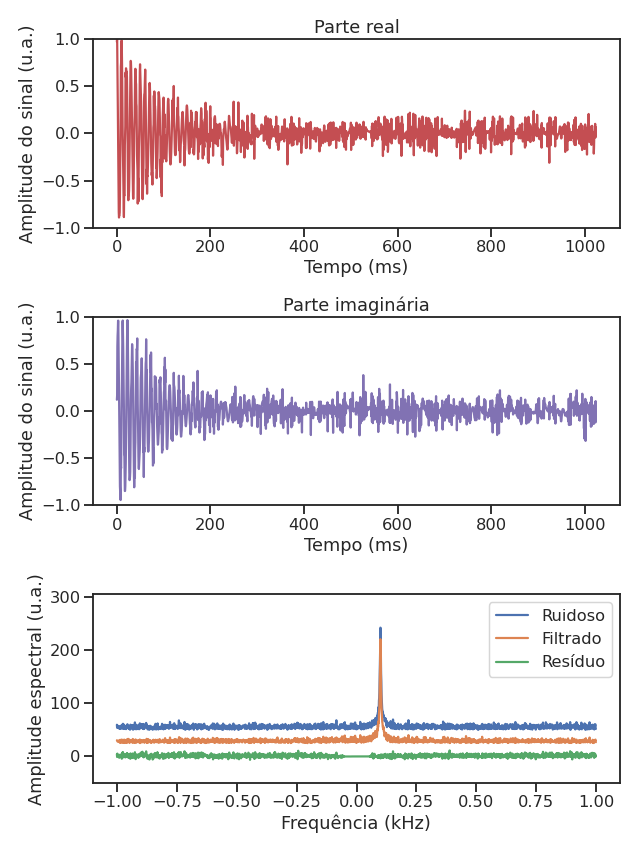 Parte real
Amplitude do sinal (u.a.)
1.0
0.5
0.0
−0.5
−1.0
0 200 400 600 800 1000
Tempo (ms)
Parte imaginária
Amplitude do sinal (u.a.)
1.0
0.5
0.0
−0.5
−1.0
0 200 400 600 800 1000
Tempo (ms)
Amplitude espectral (u.a.)
300
200
100
0
Ruidoso
Filtrado
Resíduo
−1.00 −0.75 −0.50 −0.25 0.00 0.25 0.50 0.75 1.00
Frequência (kHz)